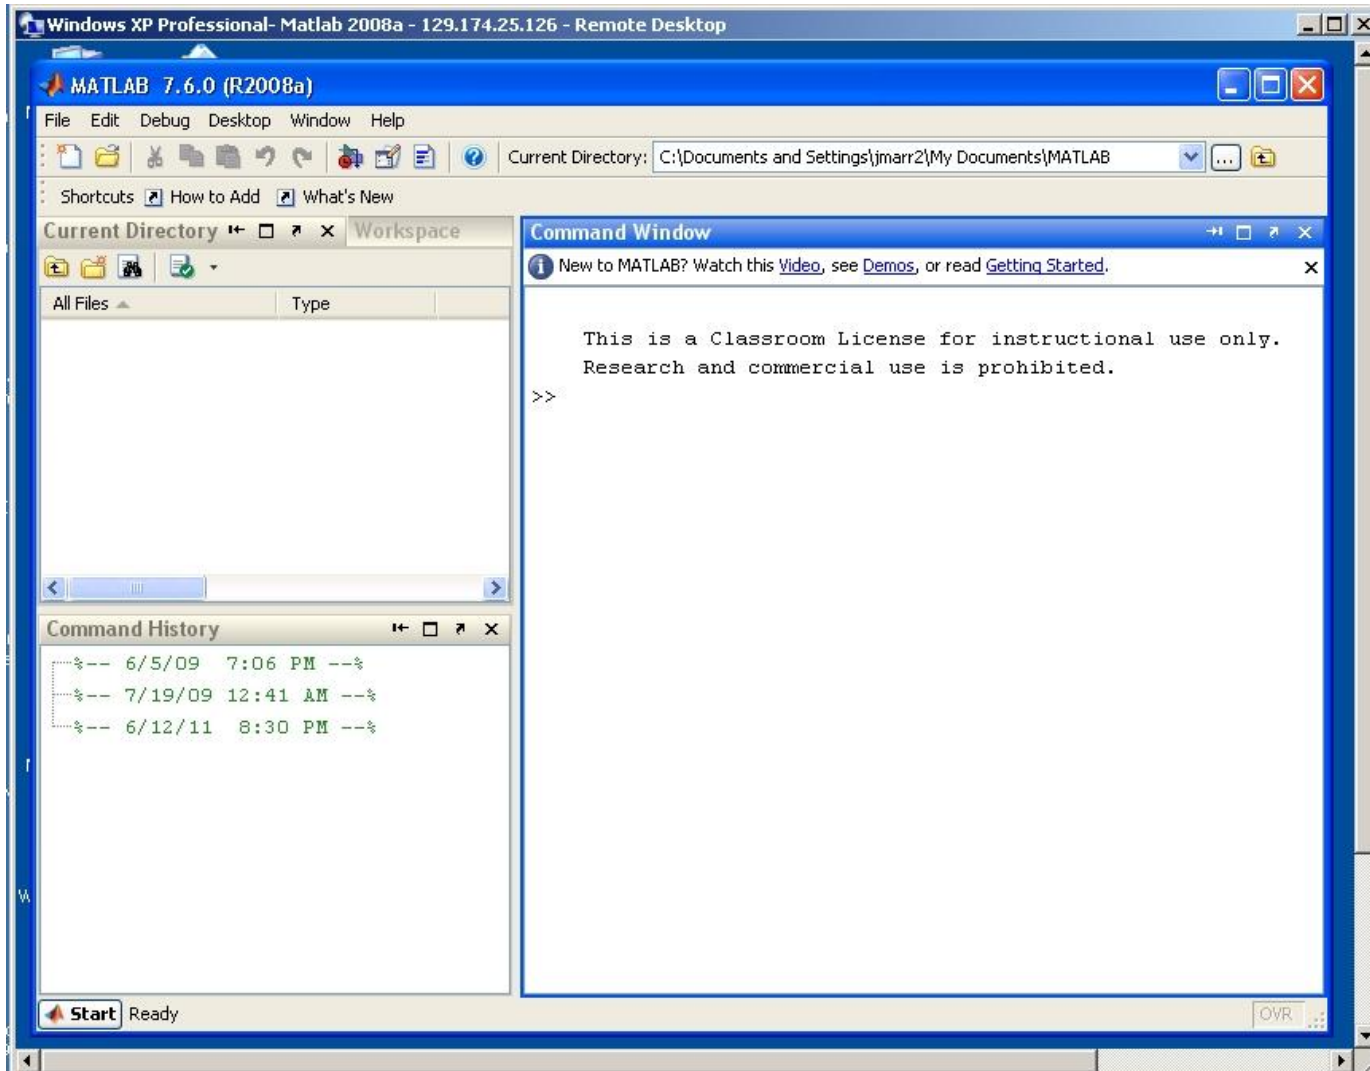 Windows XP Professional- Matlab 2008a - 129.174.25.126 - Remote Desktop
MATLAB 7.6.0 (R2008a)
File Edit Debug Desktop Window Help
Current Directory: C:\Documents and Settings\jmarr2\My Documents\MATLAB
Shortcuts How to Add What's New
Current Directory Workspace
All Files Type
Command Window
New to MATLAB? Watch this Video, see Demos, or read Getting Started.
This is a Classroom License for instructional use only.
Research and commercial use is prohibited.
>>
Command History
%-- 6/5/09 7:06 PM --%
%-- 7/19/09 12:41 AM --%
%-- 6/12/11 8:30 PM --%
Start Ready
OVR